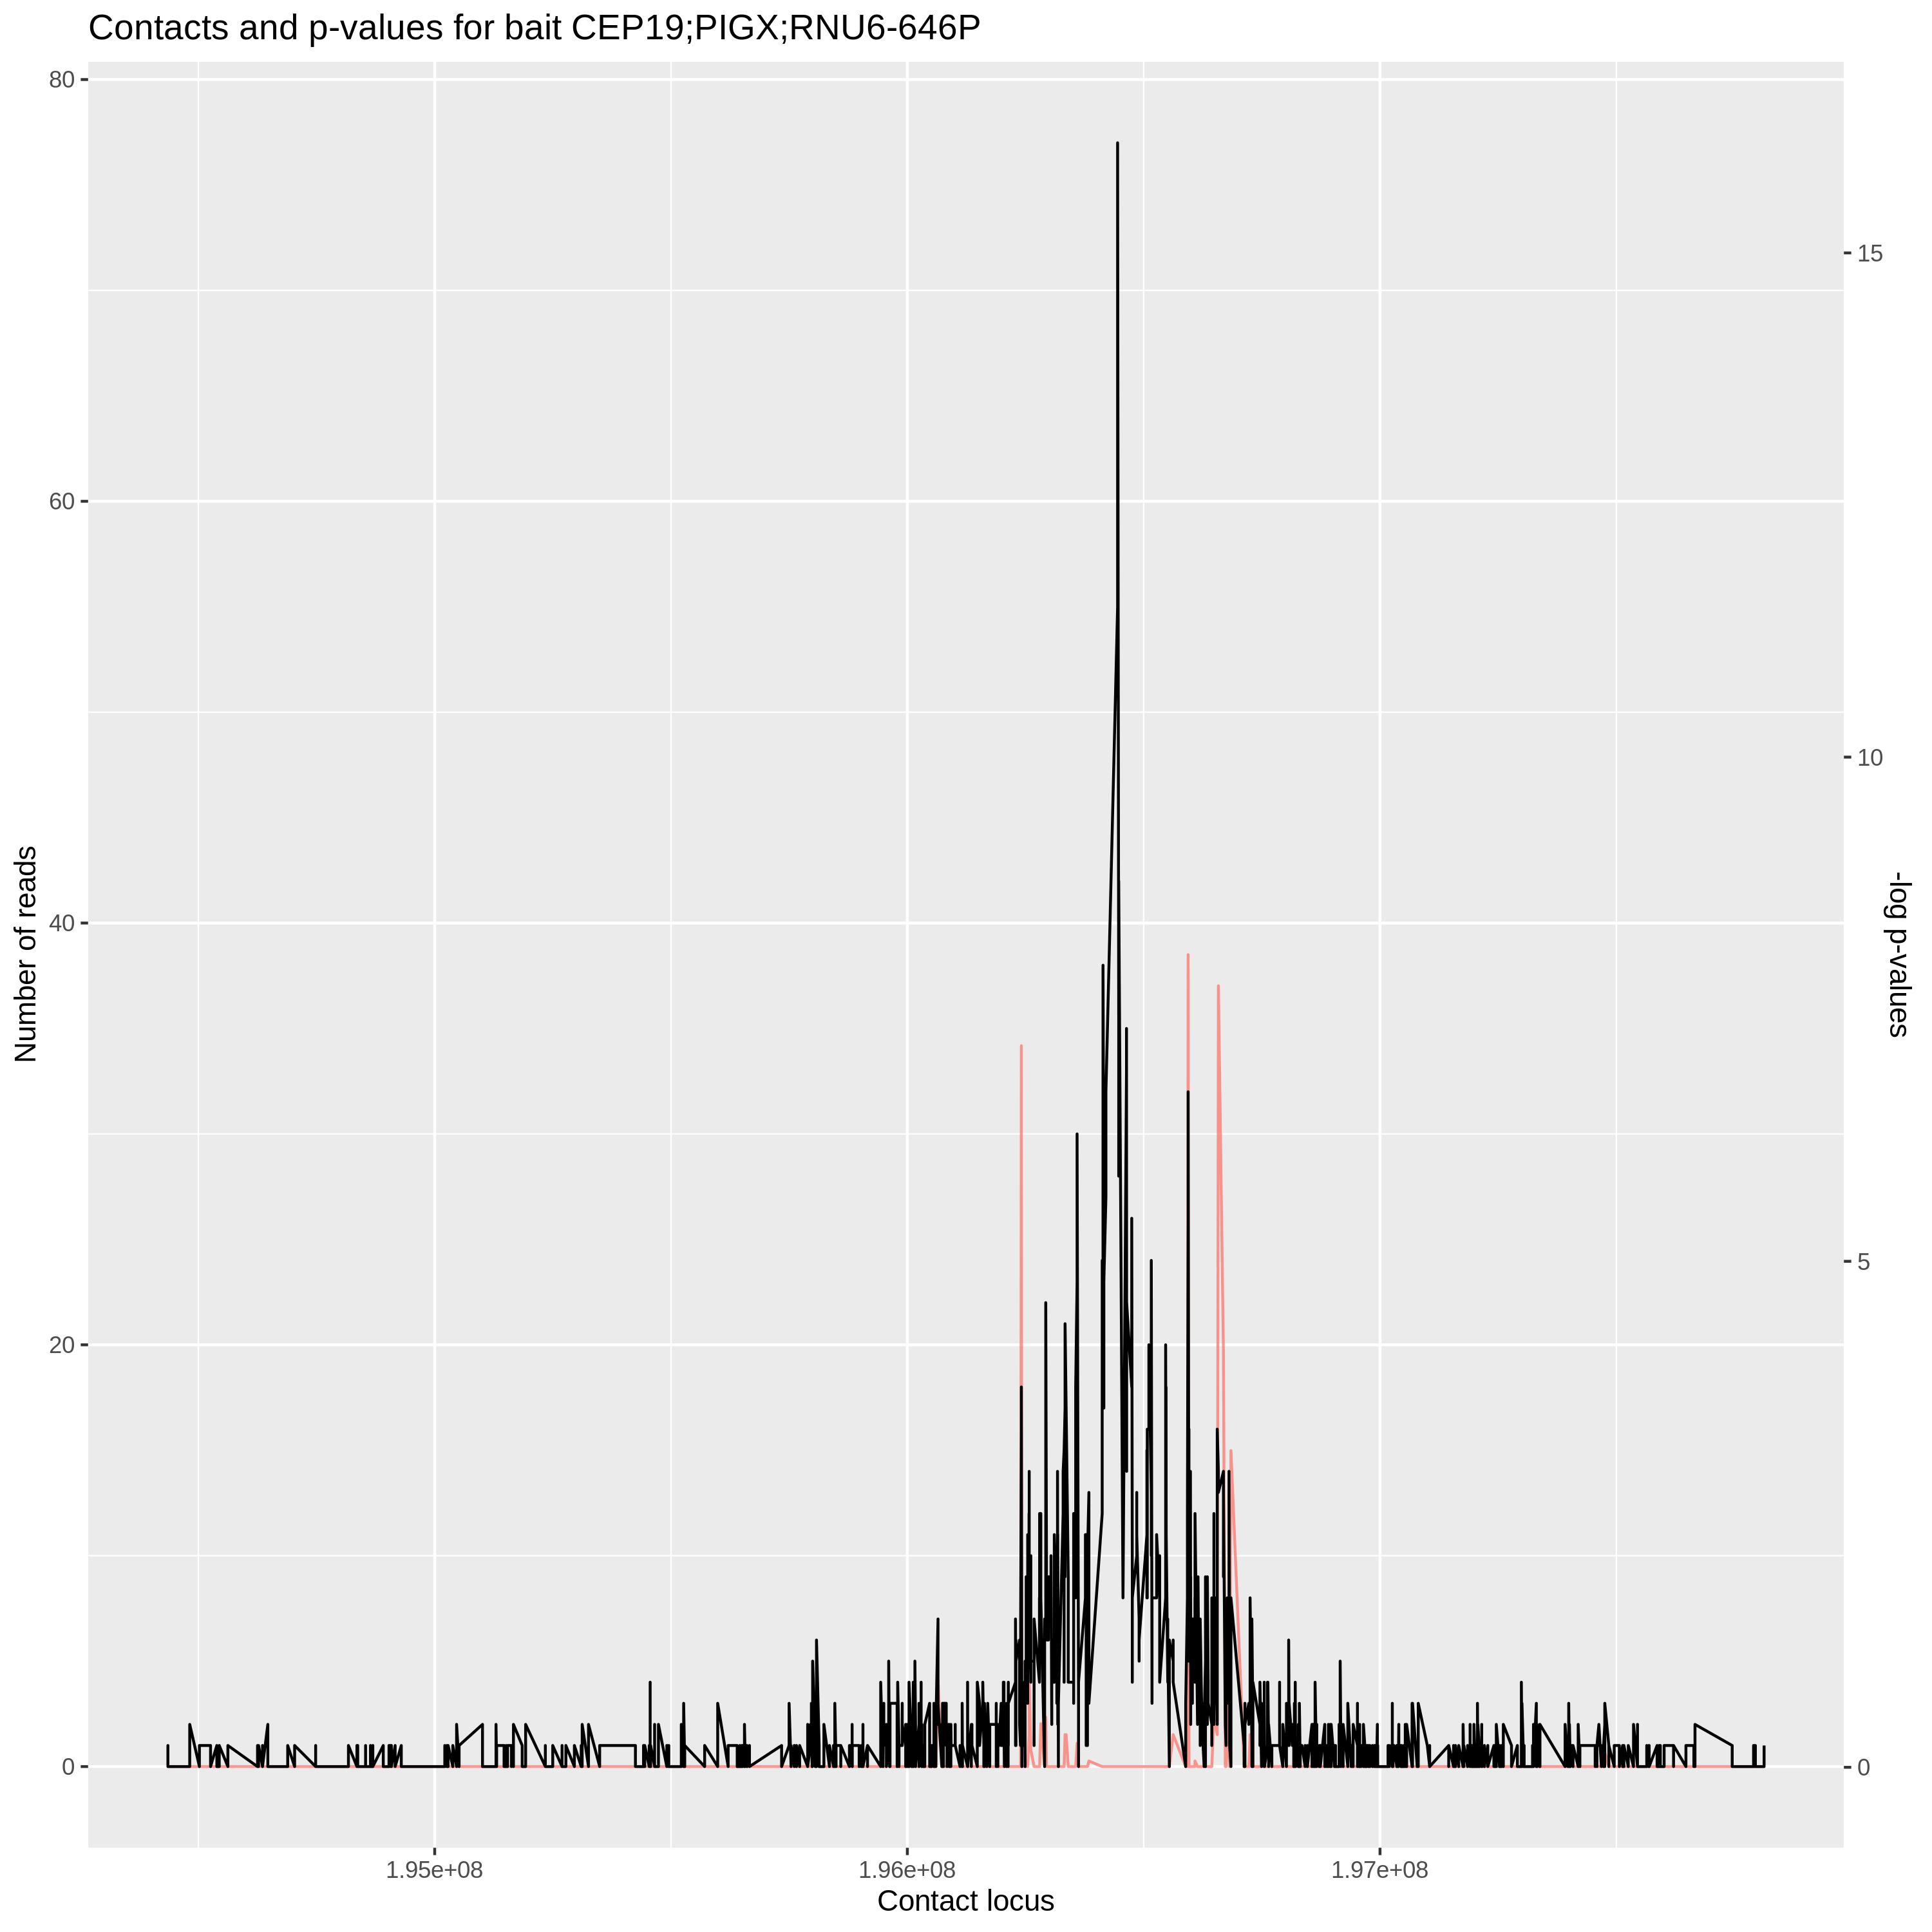 Contacts and p-values for bait CEP19;PIGX;RNU6-646P
80
60
40
20
0
Number of reads
15
10
5
0
-log p-values
1.95e+08 1.96e+08 1.97e+08
Contact locus